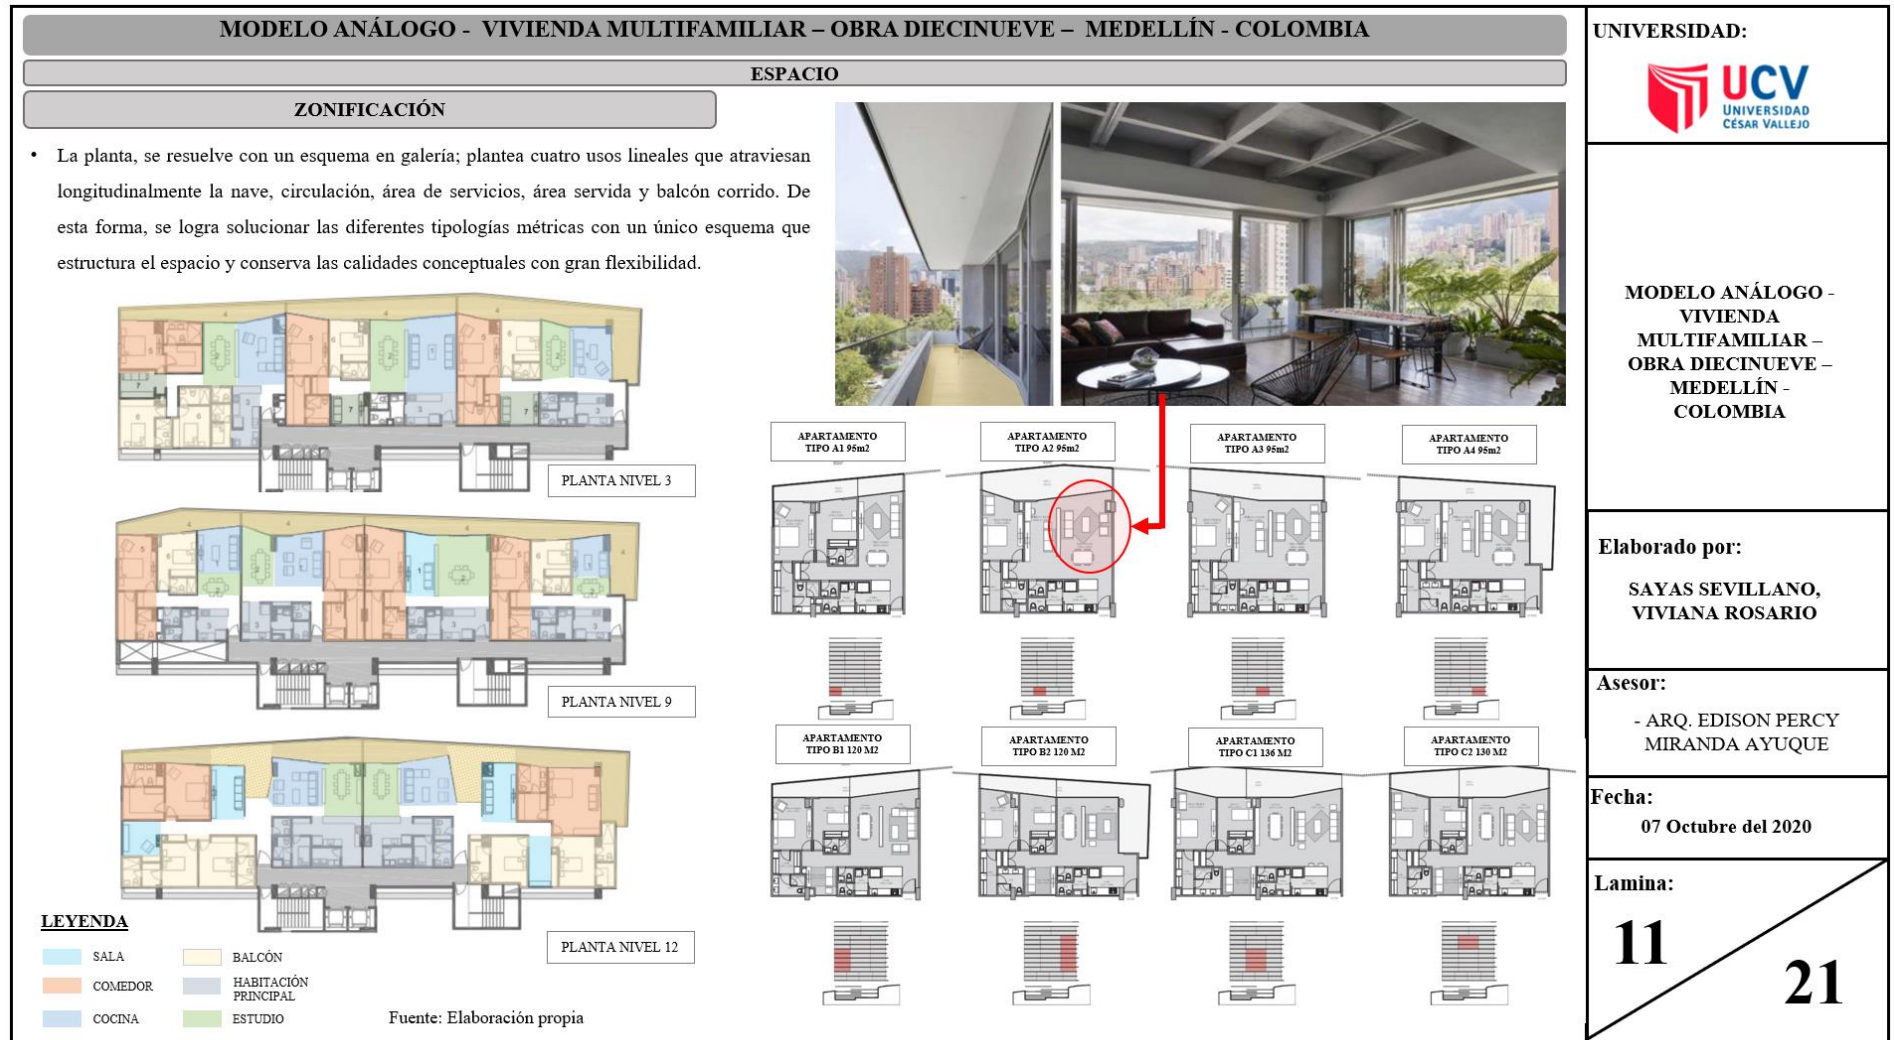 MODELO ANÁLOGO - VIVIENDA MULTIFAMILIAR – OBRA DIECINUEVE – MEDELLÍN - COLOMBIA
ESPACIO
ZONIFICACIÓN
• La planta, se resuelve con un esquema en galería; plantea cuatro usos lineales que atraviesan
longitudinalmente la nave, circulación, área de servicios, área servida y balcón corrido. De
esta forma, se logra solucionar las diferentes tipologías métricas con un único esquema que
estructura el espacio y conserva las calidades conceptuales con gran flexibilidad.
PLANTA NIVEL 3
PLANTA NIVEL 9
PLANTA NIVEL 12
LEYENDA
SALA
COMEDOR
COCINA
BALCÓN
HABITACIÓN
PRINCIPAL
ESTUDIO
Fuente: Elaboración propia
APARTAMENTO
TIPO A1 95m2
APARTAMENTO
TIPO A2 95m2
APARTAMENTO
TIPO A3 95m2
APARTAMENTO
TIPO A4 95m2
APARTAMENTO
TIPO B1 120 M2
APARTAMENTO
TIPO B2 120 M2
APARTAMENTO
TIPO C1 136 M2
APARTAMENTO
TIPO C2 130 M2
UNIVERSIDAD:
UCV
UNIVERSIDAD
CÉSAR VALLEJO
MODELO ANÁLOGO -
VIVIENDA
MULTIFAMILIAR –
OBRA DIECINUEVE –
MEDELLÍN -
COLOMBIA
Elaborado por:
SAYAS SEVILLANO,
VIVIANA ROSARIO
Asesor:
- ARQ. EDISON PERCY
MIRANDA AYUQUE
Fecha:
07 Octubre del 2020
Lamina:
11
21